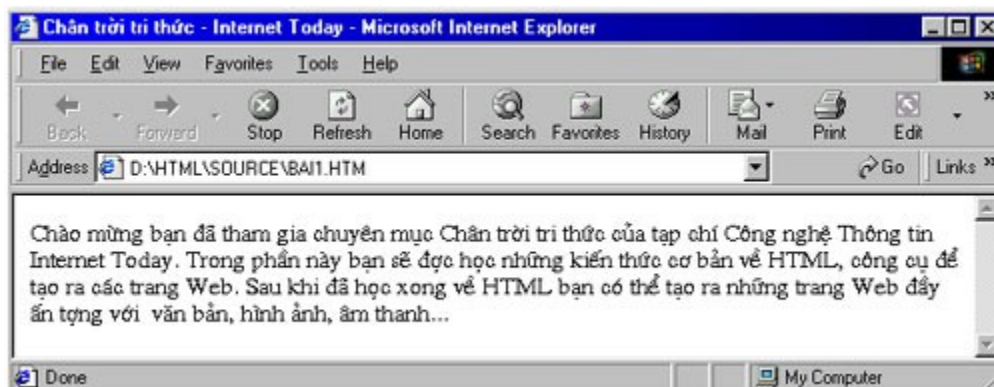 Chân trời tri thức - Internet Today - Microsoft Internet Explorer
File Edit View Favorites Tools Help
Back Forward Stop Refresh Home Search Favorites History Mail Print Edit
Address D:\HTML\SOURCE\BAI1.HTM Go Links
Chào mừng bạn đã tham gia chuyên mục Chân trời tri thức của tạp chí Công nghệ Thông tin
Internet Today. Trong phần này bạn sẽ đợc học những kiến thức cơ bản về HTML, công cụ để
tạo ra các trang Web. Sau khi đã học xong về HTML bạn có thể tạo ra những trang Web đầy
ấn tợng với văn bản, hình ảnh, âm thanh...
Done My Computer